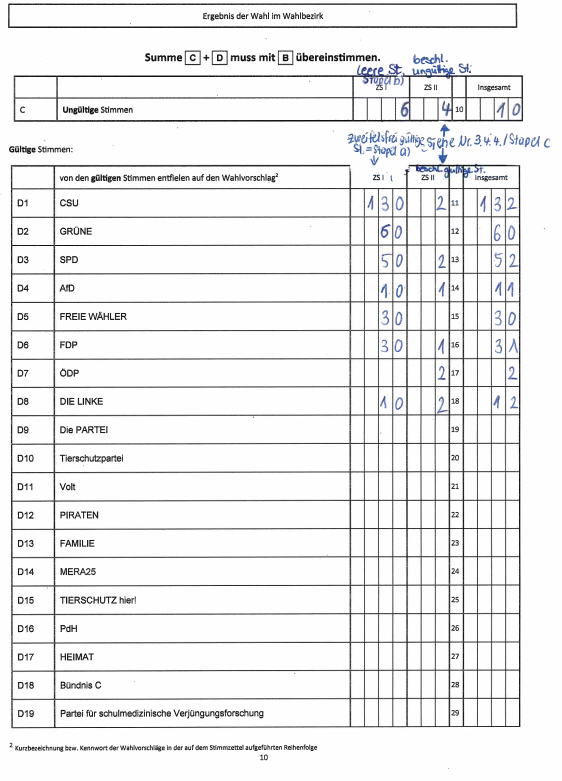 Ergebnis der Wahl im Wahlbezirk
Summe C + D muss mit B übereinstimmen.
leere St. Stapel b) beschl. ungültige St.
ZS I ZS II Insgesamt
C Ungültige Stimmen 6 4 10 10
zweifelsfrei gültige St. = Stapel a) siehe Nr. 3.4.4./Stapel c
Gültige Stimmen:
beschl. gültige St.
von den gültigen Stimmen entfielen auf den Wahlvorschlag² ZS I ZS II insgesamt
D1 CSU 130 2 11 132
D2 GRÜNE 60 12 60
D3 SPD 50 2 13 52
D4 AfD 10 1 14 11
D5 FREIE WÄHLER 30 15 30
D6 FDP 30 1 16 31
D7 ÖDP 2 17 2
D8 DIE LINKE 10 2 18 12
D9 Die PARTEI 19
D10 Tierschutzpartei 20
D11 Volt 21
D12 PIRATEN 22
D13 FAMILIE 23
D14 MERA25 24
D15 TIERSCHUTZ hier! 25
D16 PdH 26
D17 HEIMAT 27
D18 Bündnis C 28
D19 Partei für schulmedizinische Verjüngungsforschung 29
² Kurzbezeichnung bzw. Kennwort der Wahlvorschläge in der auf dem Stimmzettel aufgeführten Reihenfolge
10